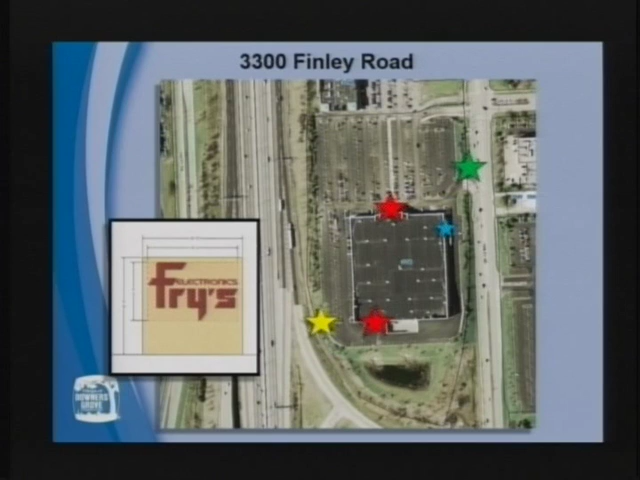 3300 Finley Road
ELECTRONICS
Fry's
DOWNERS
GROVE